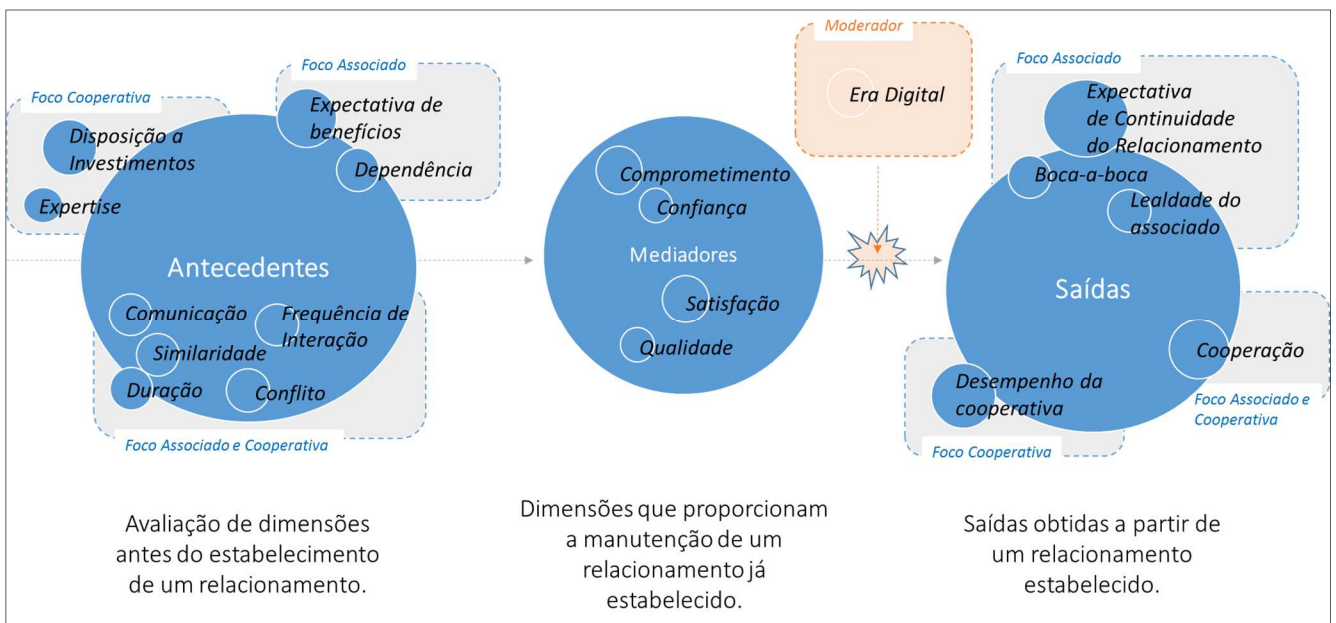 Foco Cooperativa
Disposição a
Investimentos
Expertise
Foco Associado
Expectativa de
benefícios
Dependência
Antecedentes
Comunicação
Similaridade
Duração
Frequência de
Interação
Conflito
Foco Associado e Cooperativa
Avaliação de dimensões
antes do estabelecimento
de um relacionamento.
Comprometimento
Confiança
Mediadores
Satisfação
Qualidade
Dimensões que proporcionam
a manutenção de um
relacionamento já
estabelecido.
Moderador
Era Digital
Foco Associado
Expectativa
de Continuidade
do Relacionamento
Boca-a-boca
Lealdade do
associado
Saídas
Cooperação
Foco Associado e
Cooperativa
Desempenho da
cooperativa
Foco Cooperativa
Saídas obtidas a partir de
um relacionamento
estabelecido.